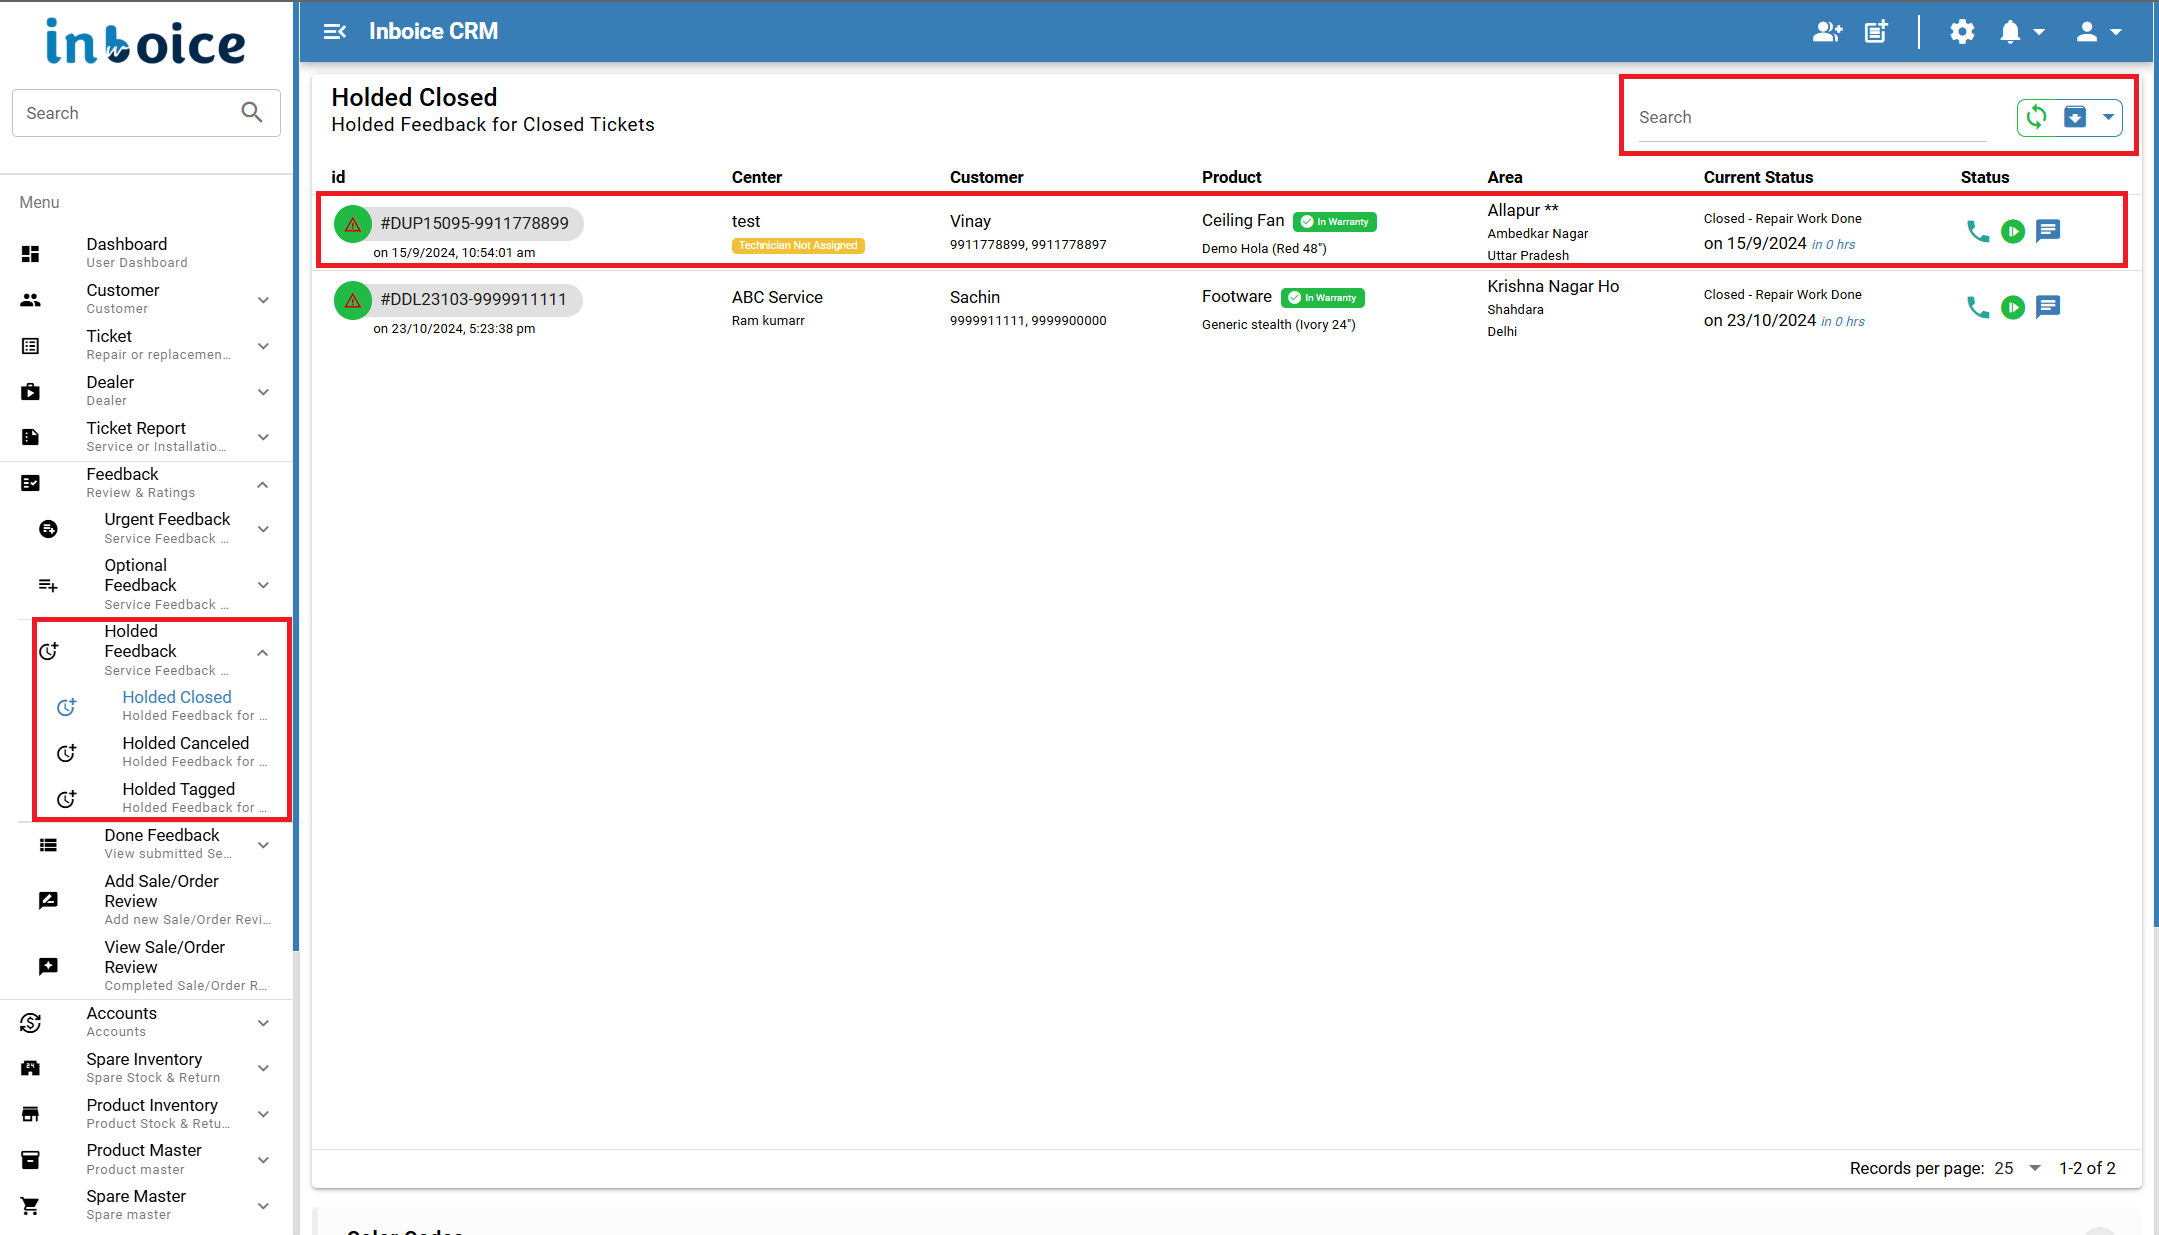 inboice
Search
Menu
Dashboard
User Dashboard
Customer
Customer
Ticket
Repair or replacemen...
Dealer
Dealer
Ticket Report
Service or Installatio...
Feedback
Review & Ratings
Urgent Feedback
Service Feedback ...
Optional
Feedback
Service Feedback ...
Holded
Feedback
Service Feedback ...
Holded Closed
Holded Feedback for ...
Holded Canceled
Holded Feedback for ...
Holded Tagged
Holded Feedback for ...
Done Feedback
View submitted Se...
Add Sale/Order
Review
Add new Sale/Order Revi...
View Sale/Order
Review
Completed Sale/Order R...
Accounts
Accounts
Spare Inventory
Spare Stock & Return
Product Inventory
Product Stock & Retu...
Product Master
Product master
Spare Master
Spare master
Inboice CRM
Holded Closed
Holded Feedback for Closed Tickets
Search
id Center Customer Product Area Current Status Status
#DUP15095-9911778899
on 15/9/2024, 10:54:01 am
test
Technician Not Assigned
Vinay
9911778899, 9911778897
Ceiling Fan In Warranty
Demo Hola (Red 48")
Allapur **
Ambedkar Nagar
Uttar Pradesh
Closed - Repair Work Done
on 15/9/2024 in 0 hrs
#DDL23103-9999911111
on 23/10/2024, 5:23:38 pm
ABC Service
Ram kumarr
Sachin
9999911111, 9999900000
Footware In Warranty
Generic stealth (Ivory 24")
Krishna Nagar Ho
Shahdara
Delhi
Closed - Repair Work Done
on 23/10/2024 in 0 hrs
Records per page: 25 1-2 of 2
Color Codes